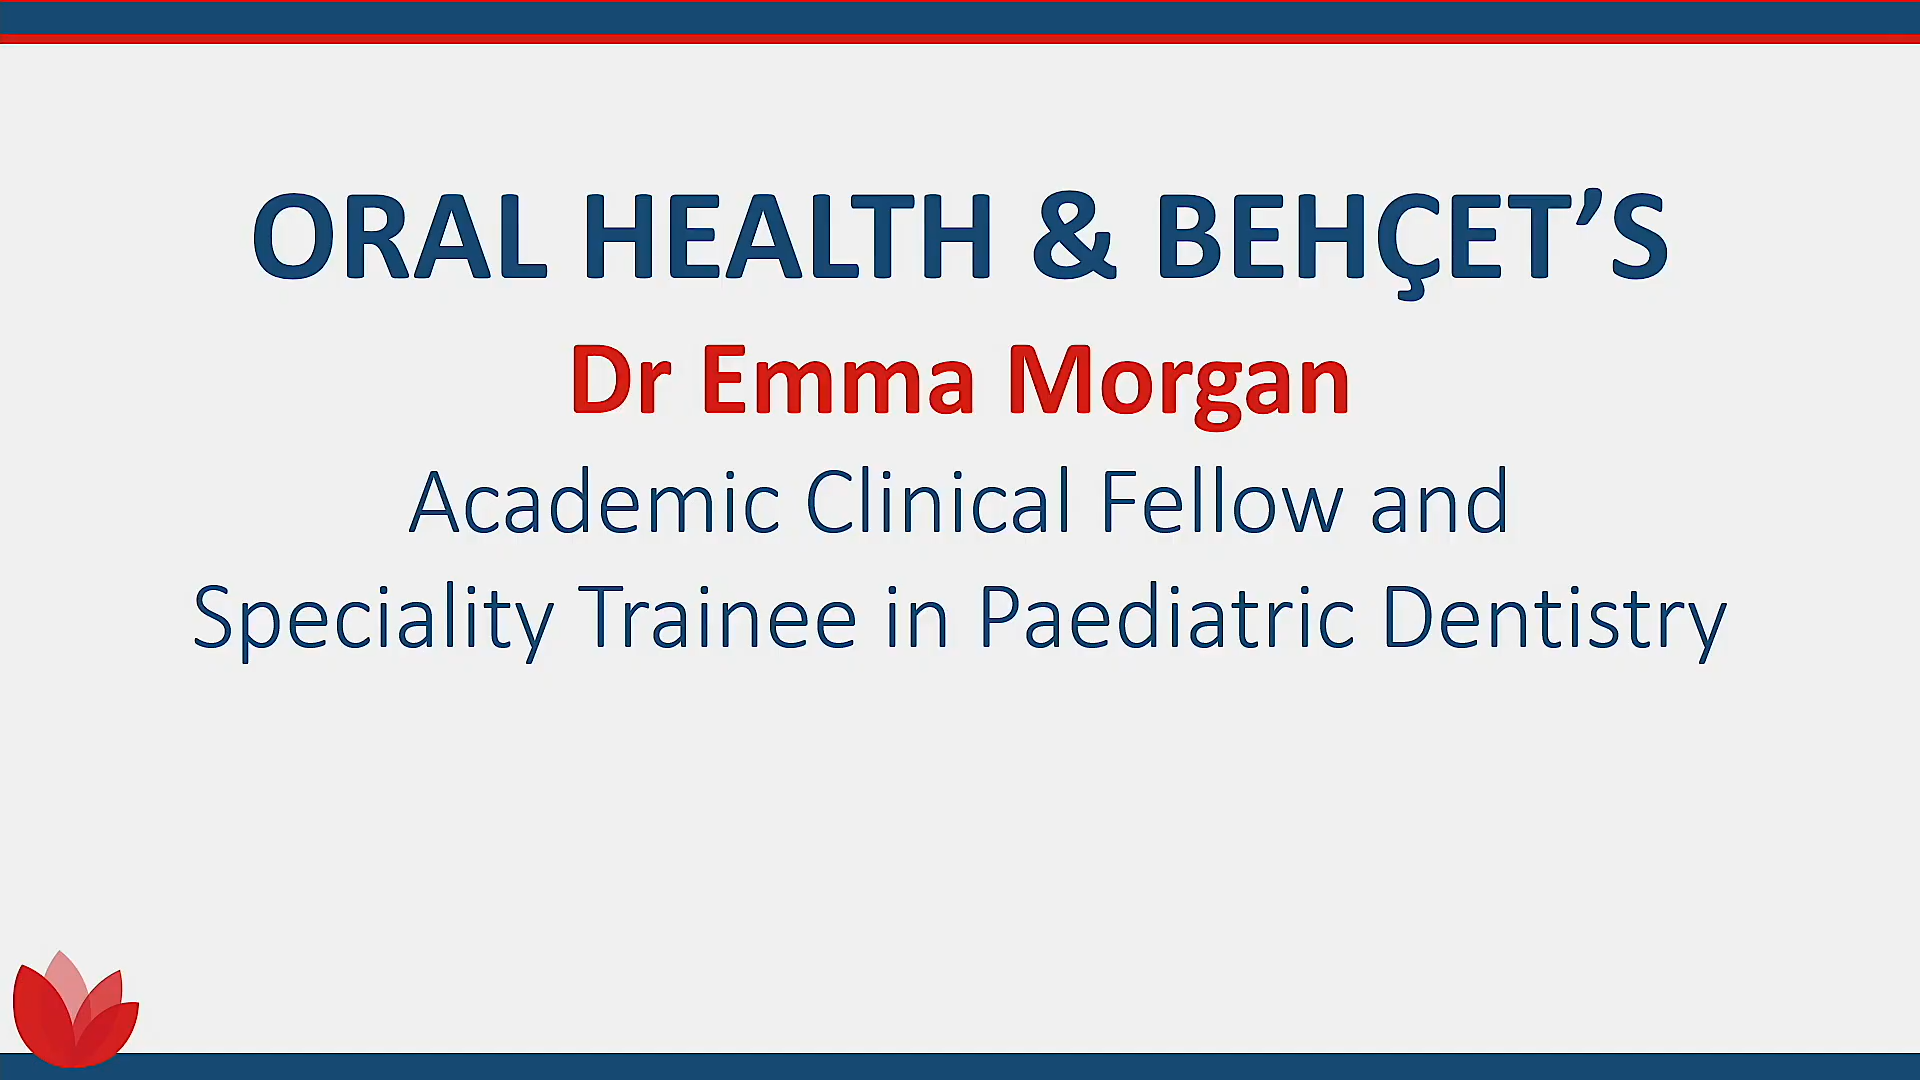 ORAL HEALTH & BEHÇET’S
Dr Emma Morgan
Academic Clinical Fellow and
Speciality Trainee in Paediatric Dentistry